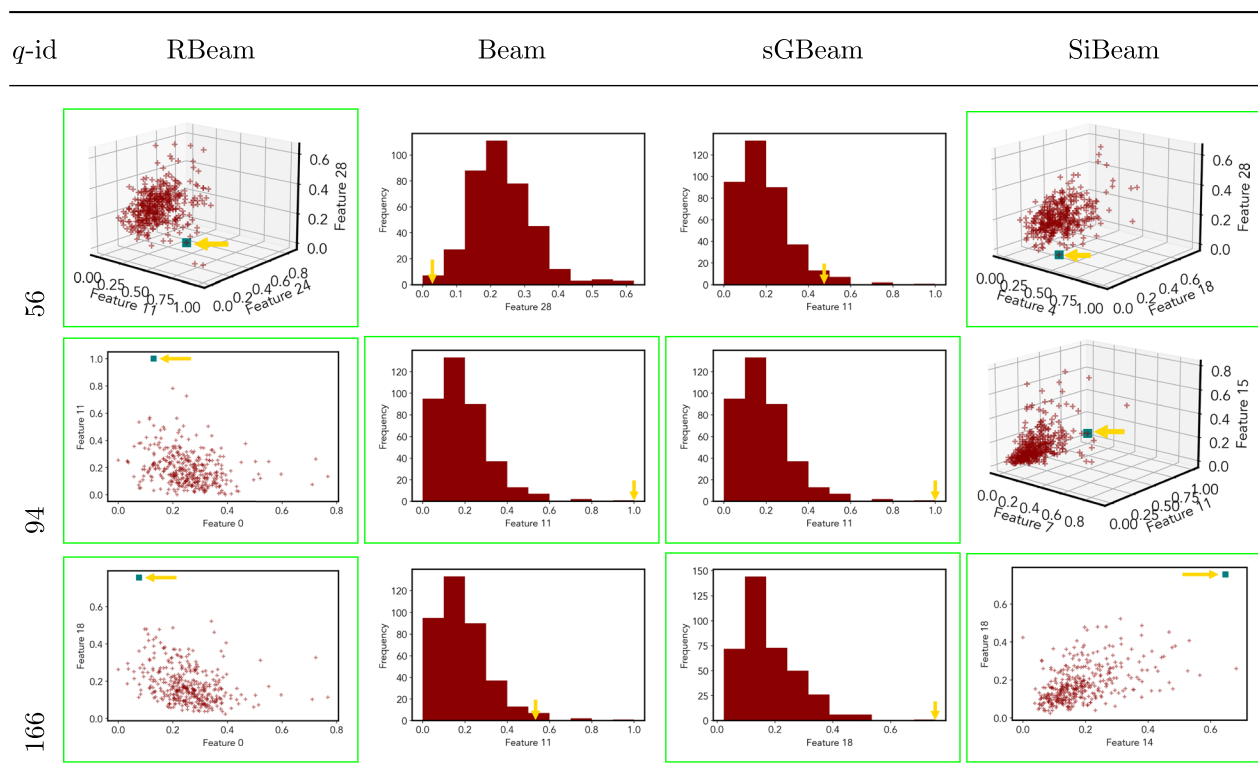 q-id RBeam Beam sGBeam SiBeam
56
0.6
0.4
0.2
0.0
Feature 28
0.00
0.25
0.50
0.75
1.00
Feature 11
0.0
0.2
0.4
0.6
0.8
Feature 24
100
80
60
40
20
0
Frequency
0.0 0.1 0.2 0.3 0.4 0.5 0.6
Feature 28
120
100
80
60
40
20
0
Frequency
0.0 0.2 0.4 0.6 0.8 1.0
Feature 11
0.6
0.4
0.2
0.0
Feature 28
0.00
0.25
0.50
0.75
1.00
Feature 4
0.0
0.2
0.4
0.6
Feature 18
94
1.0
0.8
0.6
0.4
0.2
0.0
Feature 11
0.0 0.2 0.4 0.6 0.8
Feature 0
120
100
80
60
40
20
0
Frequency
0.0 0.2 0.4 0.6 0.8 1.0
Feature 11
120
100
80
60
40
20
0
Frequency
0.0 0.2 0.4 0.6 0.8 1.0
Feature 11
0.8
0.6
0.4
0.2
0.0
Feature 15
0.0
0.2
0.4
0.6
0.8
Feature 7
0.00
0.25
0.50
0.75
1.00
Feature 11
166
0.6
0.4
0.2
0.0
Feature 18
0.0 0.2 0.4 0.6 0.8
Feature 0
120
100
80
60
40
20
0
Frequency
0.0 0.2 0.4 0.6 0.8 1.0
Feature 11
150
125
100
75
50
25
0
Frequency
0.0 0.2 0.4 0.6
Feature 18
0.6
0.4
0.2
0.0
Feature 18
0.0 0.2 0.4 0.6
Feature 14